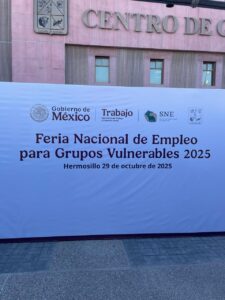 CENTRO DE
Gobierno de
México
Trabajo
SNE
Feria Nacional de Empleo
para Grupos Vulnerables 2025
Hermosillo 29 de octubre de 2025